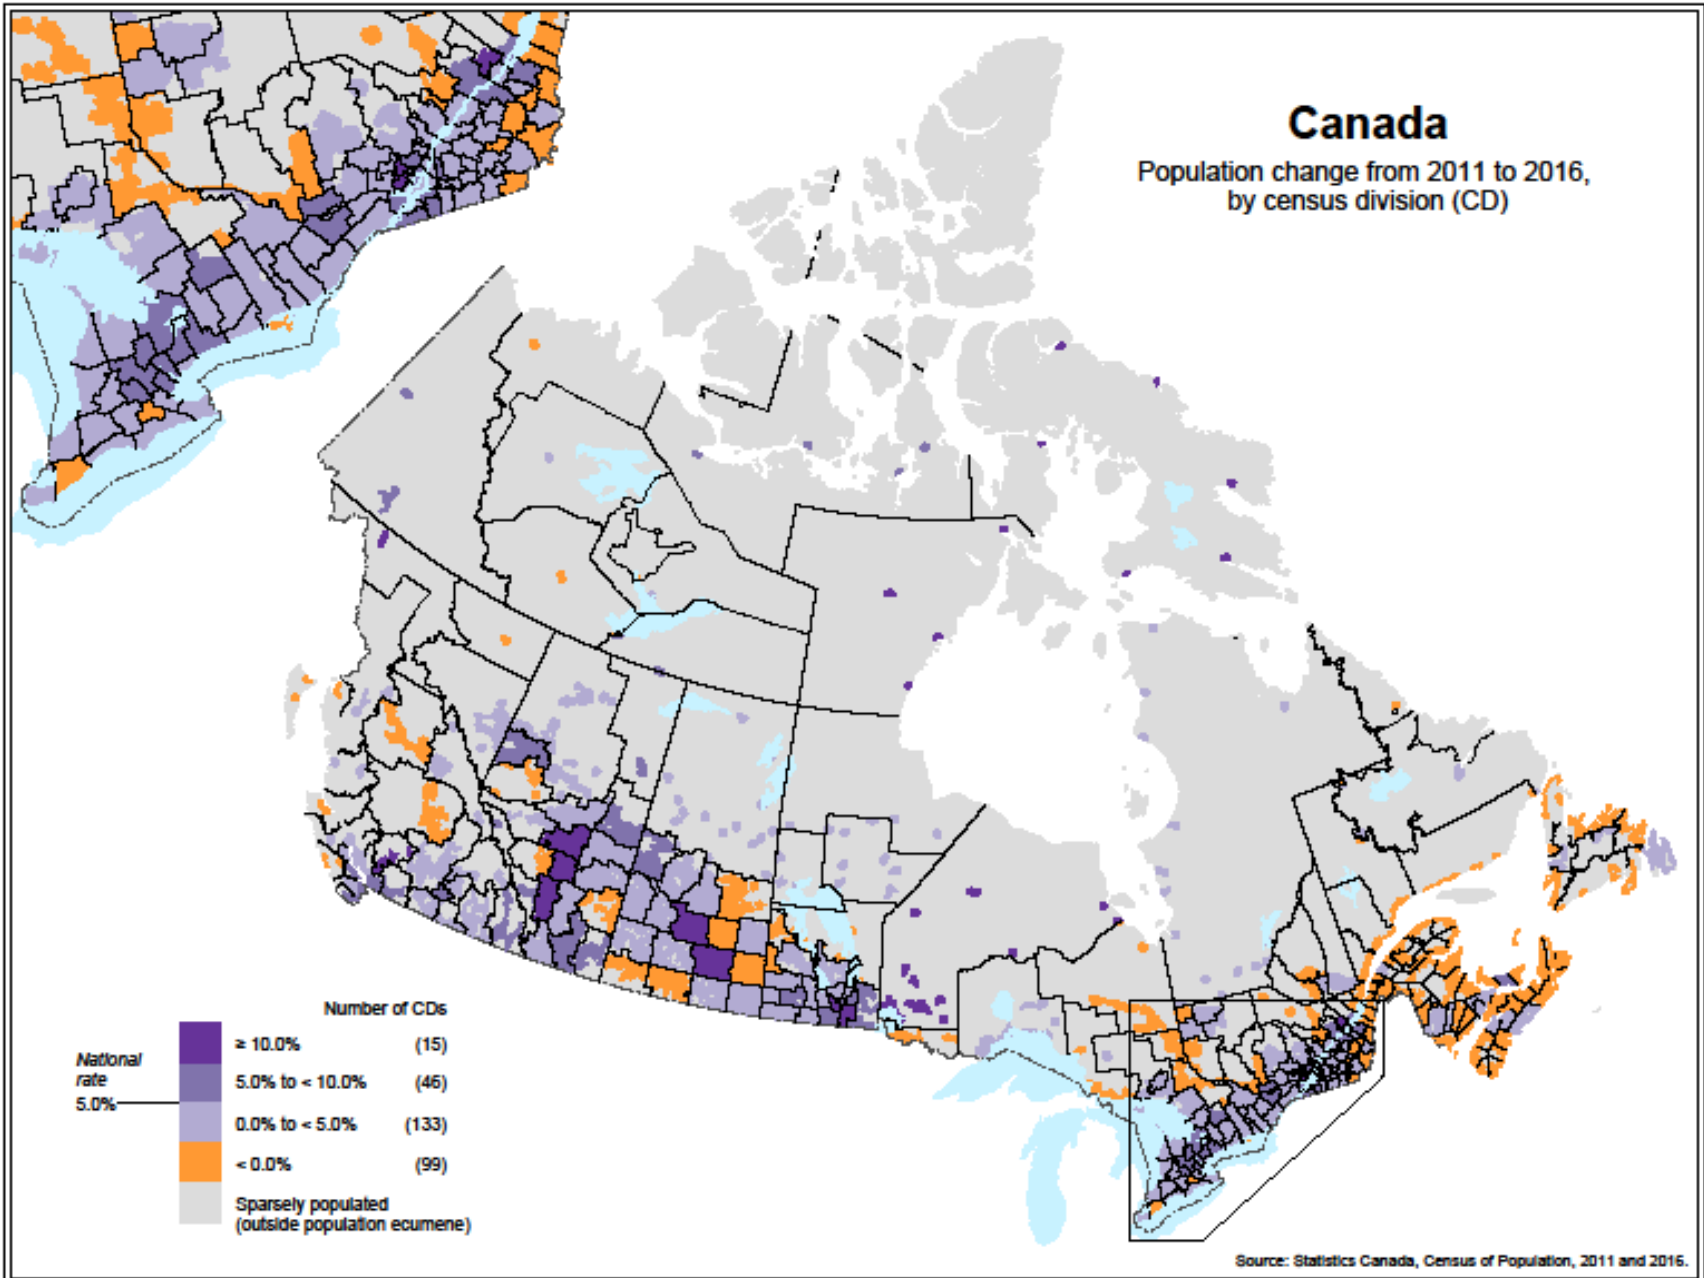 Canada
Population change from 2011 to 2016,
by census division (CD)
Number of CDs
National
rate
5.0%
≥ 10.0% (15)
5.0% to < 10.0% (46)
0.0% to < 5.0% (133)
< 0.0% (99)
Sparsely populated
(outside population ecumene)
Source: Statistics Canada, Census of Population, 2011 and 2016.